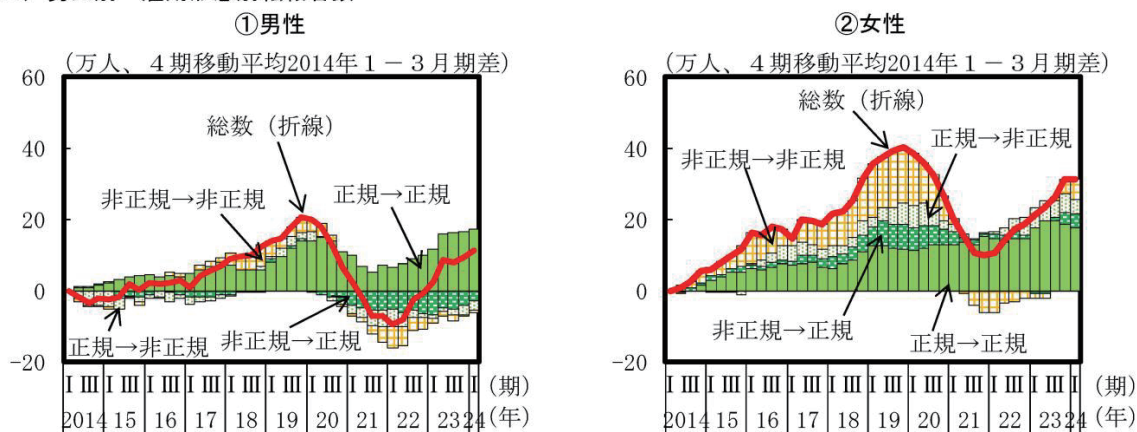 ①男性
(万人、4期移動平均2014年1-3月期差)
60
40
20
0
-20
総数(折線)
非正規→非正規
正規→正規
正規→非正規
非正規→正規
Ⅰ Ⅲ Ⅰ Ⅲ Ⅰ Ⅲ Ⅰ Ⅲ Ⅰ Ⅲ Ⅰ Ⅲ Ⅰ Ⅲ Ⅰ Ⅲ Ⅰ Ⅲ Ⅰ Ⅲ Ⅰ (期)
2014 15 16 17 18 19 20 21 22 23 24 (年)
②女性
(万人、4期移動平均2014年1-3月期差)
60
40
20
0
-20
総数(折線)
正規→非正規
非正規→非正規
非正規→正規
正規→正規
Ⅰ Ⅲ Ⅰ Ⅲ Ⅰ Ⅲ Ⅰ Ⅲ Ⅰ Ⅲ Ⅰ Ⅲ Ⅰ Ⅲ Ⅰ Ⅲ Ⅰ Ⅲ Ⅰ Ⅲ Ⅰ (期)
2014 15 16 17 18 19 20 21 22 23 24 (年)